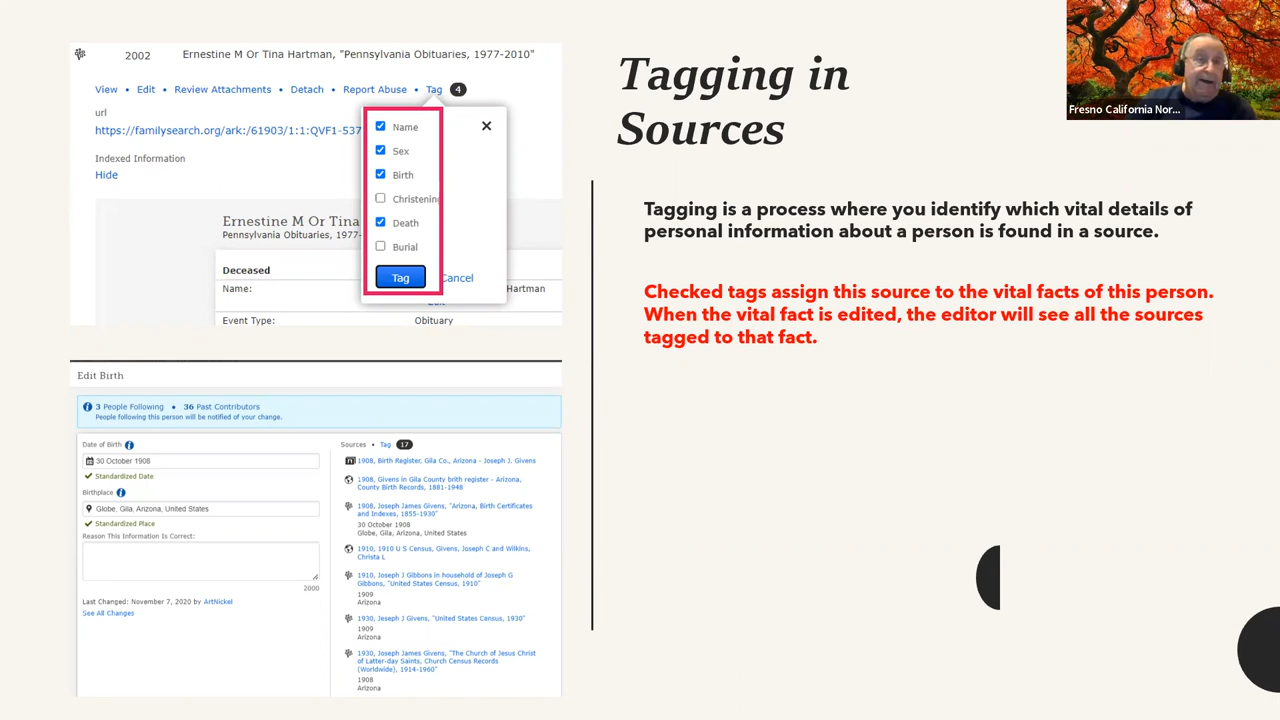 2002 Ernestine M Or Tina Hartman, "Pennsylvania Obituaries, 1977-2010"
View • Edit • Review Attachments • Detach • Report Abuse • Tag 4
url
https://familysearch.org/ark:/61903/1:1:QVF1-537
Indexed Information
Hide
Ernestine M Or Tina
Pennsylvania Obituaries, 1977-
Deceased
Name: Hartman
Event Type: Obituary
Name
Sex
Birth
Christening
Death
Burial
Tag Cancel
Edit Birth
3 People Following • 36 Past Contributors
People following this person will be notified of your change.
Date of Birth
30 October 1908
Standardized Date
Birthplace
Globe, Gila, Arizona, United States
Standardized Place
Reason This Information Is Correct:
2000
Last Changed: November 7, 2020 by ArtNickel
See All Changes
Sources • Tag 17
1908, Birth Register, Gila Co., Arizona - Joseph J. Givens
1908, Givens in Gila County brith register - Arizona,
County Birth Records, 1881-1948
1908, Joseph James Givens, "Arizona, Birth Certificates
and Indexes, 1855-1930"
30 October 1908
Globe, Gila, Arizona, United States
1910, 1910 U S Census, Givens, Joseph C and Wilkins,
Christa L
1910, Joseph J Gibbons in household of Joseph G
Gibbons, "United States Census, 1910"
1909
Arizona
1930, Jeseph J Givens, "United States Census, 1930"
1909
Arizona
1930, Joseph James Givens, "The Church of Jesus Christ
of Latter-day Saints, Church Census Records
(Worldwide), 1914-1960"
1908
Arizona
Tagging in
Sources
Tagging is a process where you identify which vital details of
personal information about a person is found in a source.
Checked tags assign this source to the vital facts of this person.
When the vital fact is edited, the editor will see all the sources
tagged to that fact.
Fresno California Nor...